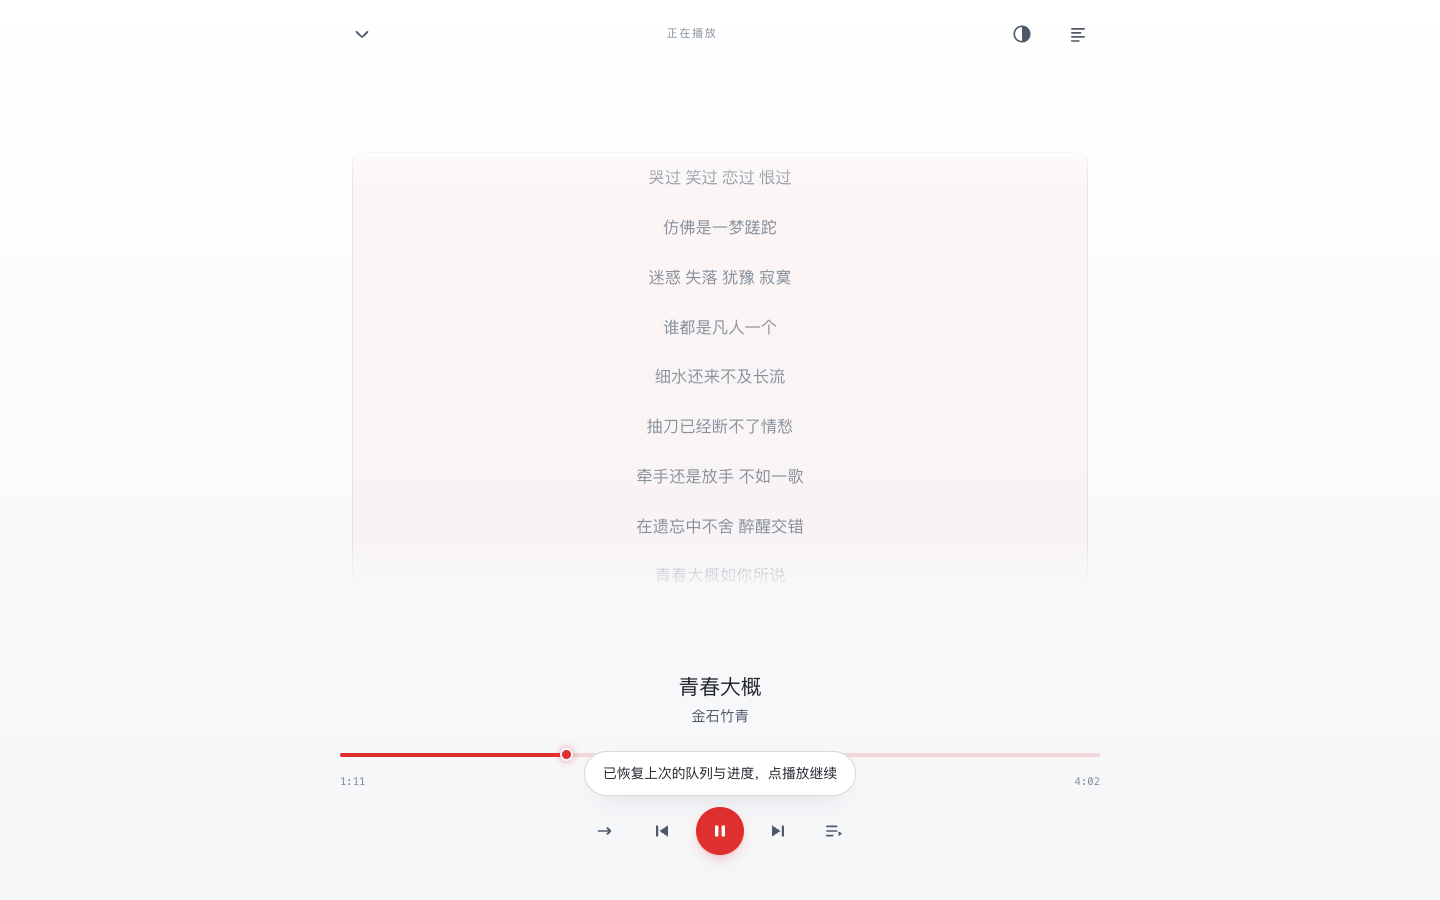 正在播放
哭过 笑过 恋过 恨过
仿佛是一梦蹉跎
迷惑 失落 犹豫 寂寞
谁都是凡人一个
细水还来不及长流
抽刀已经断不了情愁
牵手还是放手 不如一歌
在遗忘中不舍 醉醒交错
青春大概如你所说
青春大概
金石竹青
已恢复上次的队列与进度，点播放继续
1:11
4:02